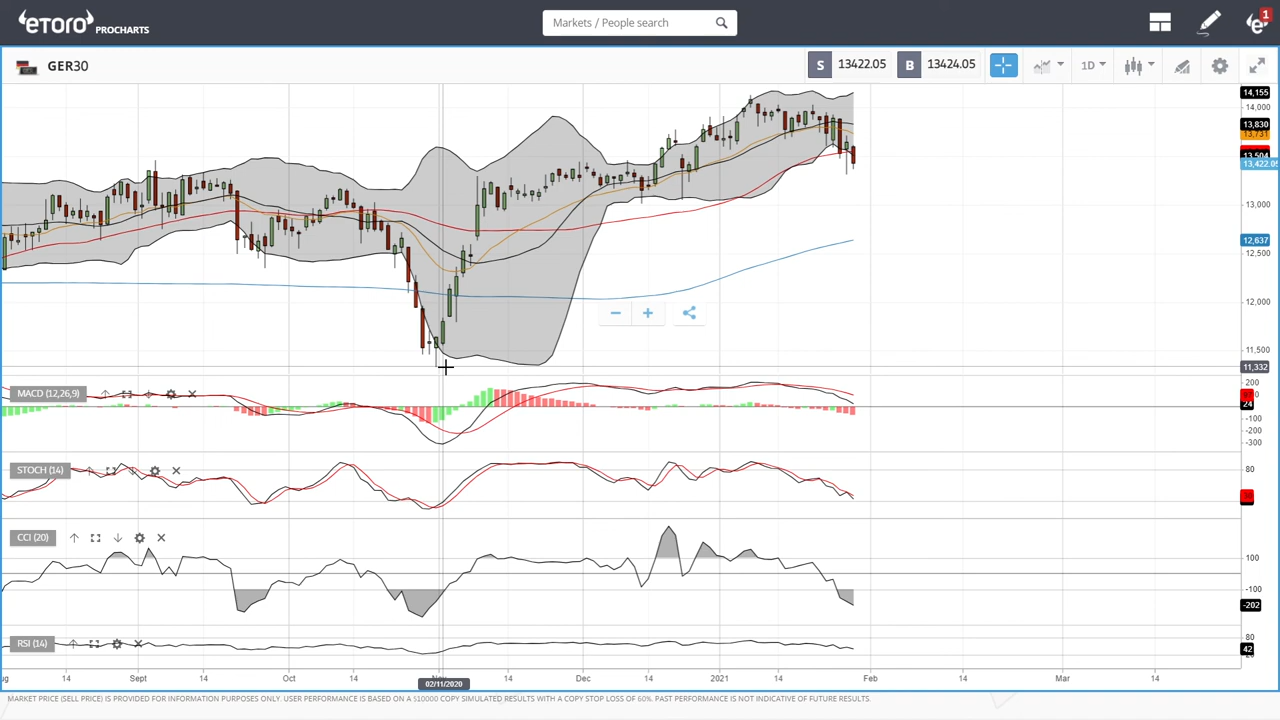 eToro PROCHARTS
Markets / People search
1
GER30
S 13422.05 B 13424.05
1D
14,155
14,000
13,830
13,731
13,504
13,422.05
13,000
12,637
12,500
12,000
11,500
11,332
MACD (12,26,9)
200
24
-100
-200
-300
STOCH (14)
80
CCI (20)
100
-100
-202
RSI (14)
80
42
14 Sept 14 Oct 14 14 Dec 14 2021 14 Feb 14 Mar 14
02/11/2020
MARKET PRICE (SELL PRICE) IS PROVIDED FOR INFORMATION PURPOSES ONLY. USER PERFORMANCE IS BASED ON A $10000 COPY SIMULATED RESULTS WITH A COPY STOP LOSS OF 60%. PAST PERFORMANCE IS NOT INDICATIVE OF FUTURE RESULTS.